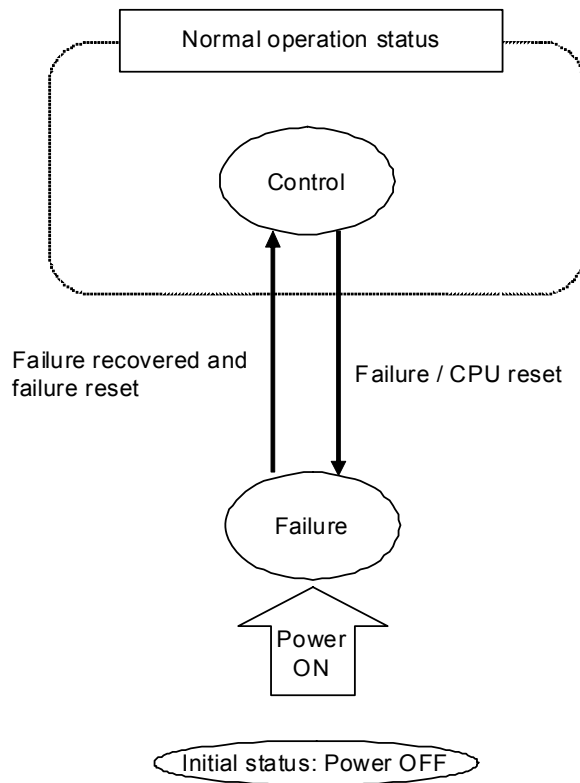 Normal operation status
Control
Failure recovered and
failure reset
Failure / CPU reset
Failure
Power
ON
Initial status: Power OFF